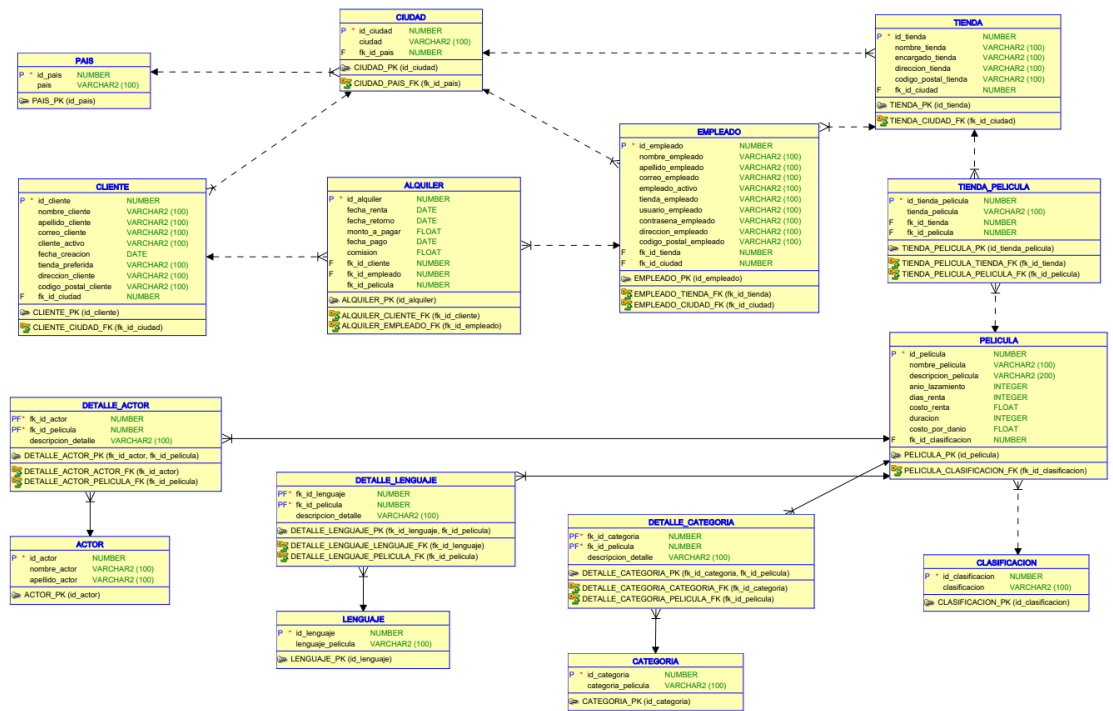 CIUDAD
P * id_ciudad NUMBER
ciudad VARCHAR2 (100)
F fk_id_pais NUMBER
CIUDAD_PK (id_ciudad)
CIUDAD_PAIS_FK (fk_id_pais)
TIENDA
P * id_tienda NUMBER
nombre_tienda VARCHAR2 (100)
encargado_tienda VARCHAR2 (100)
direccion_tienda VARCHAR2 (100)
codigo_postal_tienda VARCHAR2 (100)
F fk_id_ciudad NUMBER
TIENDA_PK (id_tienda)
TIENDA_CIUDAD_FK (fk_id_ciudad)
PAIS
P * id_pais NUMBER
pais VARCHAR2 (100)
PAIS_PK (id_pais)
EMPLEADO
P * id_empleado NUMBER
nombre_empleado VARCHAR2 (100)
apellido_empleado VARCHAR2 (100)
correo_empleado VARCHAR2 (100)
empleado_activo VARCHAR2 (100)
tienda_empleado VARCHAR2 (100)
usuario_empleado VARCHAR2 (100)
contrasena_empleado VARCHAR2 (100)
direccion_empleado VARCHAR2 (100)
codigo_postal_empleado VARCHAR2 (100)
F fk_id_tienda NUMBER
F fk_id_ciudad NUMBER
EMPLEADO_PK (id_empleado)
EMPLEADO_TIENDA_FK (fk_id_tienda)
EMPLEADO_CIUDAD_FK (fk_id_ciudad)
CLIENTE
P * id_cliente NUMBER
nombre_cliente VARCHAR2 (100)
apellido_cliente VARCHAR2 (100)
correo_cliente VARCHAR2 (100)
cliente_activo VARCHAR2 (100)
fecha_creacion DATE
tienda_preferida VARCHAR2 (100)
direccion_cliente VARCHAR2 (100)
codigo_postal_cliente VARCHAR2 (100)
F fk_id_ciudad NUMBER
CLIENTE_PK (id_cliente)
CLIENTE_CIUDAD_FK (fk_id_ciudad)
ALQUILER
P * id_alquiler NUMBER
fecha_renta DATE
fecha_retorno DATE
monto_a_pagar FLOAT
fecha_pago DATE
comision FLOAT
F fk_id_cliente NUMBER
F fk_id_empleado NUMBER
fk_id_pelicula NUMBER
ALQUILER_PK (id_alquiler)
ALQUILER_CLIENTE_FK (fk_id_cliente)
ALQUILER_EMPLEADO_FK (fk_id_empleado)
TIENDA_PELICULA
P * id_tienda_pelicula NUMBER
tienda_pelicula VARCHAR2 (100)
F fk_id_tienda NUMBER
F fk_id_pelicula NUMBER
TIENDA_PELICULA_PK (id_tienda_pelicula)
TIENDA_PELICULA_TIENDA_FK (fk_id_tienda)
TIENDA_PELICULA_PELICULA_FK (fk_id_pelicula)
PELICULA
P * id_pelicula NUMBER
nombre_pelicula VARCHAR2 (100)
descripcion_pelicula VARCHAR2 (200)
anio_lazamiento INTEGER
dias_renta INTEGER
costo_renta FLOAT
duracion INTEGER
costo_por_danio FLOAT
F fk_id_clasificacion NUMBER
PELICULA_PK (id_pelicula)
PELICULA_CLASIFICACION_FK (fk_id_clasificacion)
DETALLE_ACTOR
PF* fk_id_actor NUMBER
PF* fk_id_pelicula NUMBER
descripcion_detalle VARCHAR2 (100)
DETALLE_ACTOR_PK (fk_id_actor, fk_id_pelicula)
DETALLE_ACTOR_ACTOR_FK (fk_id_actor)
DETALLE_ACTOR_PELICULA_FK (fk_id_pelicula)
DETALLE_LENGUAJE
PF* fk_id_lenguaje NUMBER
PF* fk_id_pelicula NUMBER
descripcion_detalle VARCHAR2 (100)
DETALLE_LENGUAJE_PK (fk_id_lenguaje, fk_id_pelicula)
DETALLE_LENGUAJE_LENGUAJE_FK (fk_id_lenguaje)
DETALLE_LENGUAJE_PELICULA_FK (fk_id_pelicula)
DETALLE_CATEGORIA
PF* fk_id_categoria NUMBER
PF* fk_id_pelicula NUMBER
descripcion_detalle VARCHAR2 (100)
DETALLE_CATEGORIA_PK (fk_id_categoria, fk_id_pelicula)
DETALLE_CATEGORIA_CATEGORIA_FK (fk_id_categoria)
DETALLE_CATEGORIA_PELICULA_FK (fk_id_pelicula)
ACTOR
P * id_actor NUMBER
nombre_actor VARCHAR2 (100)
apellido_actor VARCHAR2 (100)
ACTOR_PK (id_actor)
CLASIFICACION
P * id_clasificacion NUMBER
clasificacion VARCHAR2 (100)
CLASIFICACION_PK (id_clasificacion)
LENGUAJE
P * id_lenguaje NUMBER
lenguaje_pelicula VARCHAR2 (100)
LENGUAJE_PK (id_lenguaje)
CATEGORIA
P * id_categoria NUMBER
categoria_pelicula VARCHAR2 (100)
CATEGORIA_PK (id_categoria)